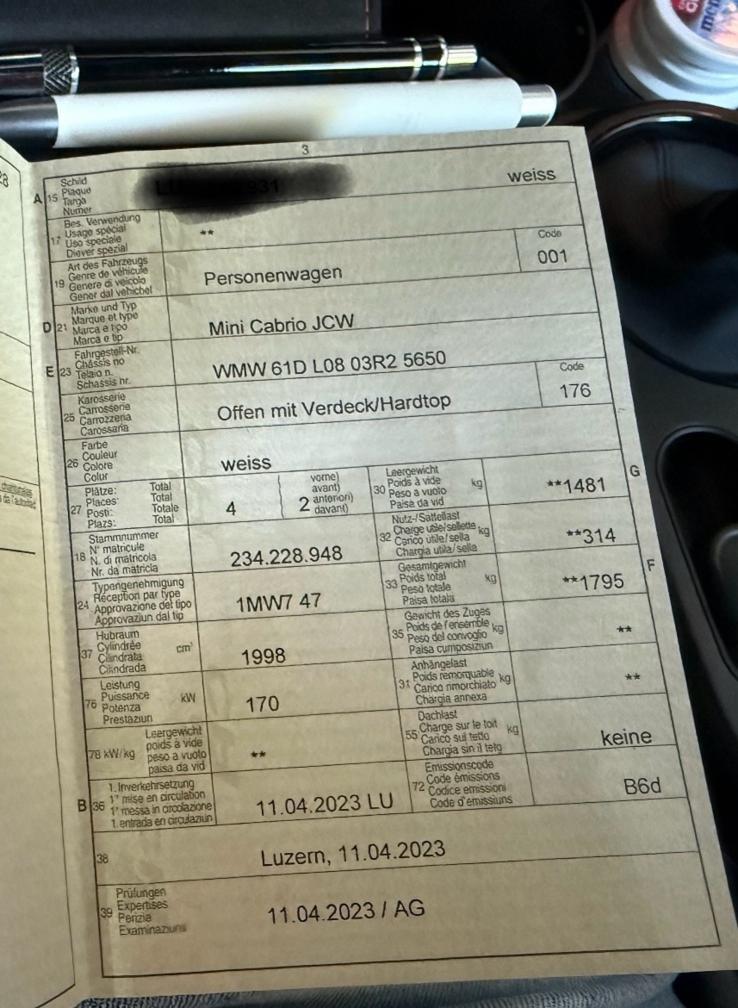 3
A 15 Schild
Plaque
Targa
Numer
weiss
17 Bes. Verwendung
Usage spécial
Uso speciale
Diever spezial
**
19 Art des Fahrzeugs
Genre de véhicule
Genere di veicolo
Gener dal vehichel
Personenwagen
Code
001
D 21 Marke und Typ
Marque et type
Marca e tipo
Marca e tip
Mini Cabrio JCW
E 23 Fahrgestell-Nr.
Châssis no
Telaio n.
Schassis nr.
WMW 61D L08 03R2 5650
25 Karosserie
Carrosserie
Carrozzeria
Carossaria
Offen mit Verdeck/Hardtop
Code
176
26 Farbe
Couleur
Colore
Colur
weiss
27 Plätze: Total
Places: Total
Posti: Totale
Plazs: Total
4
2
vorne)
avant)
anteriori)
davant)
30 Leergewicht
Poids à vide
Peso a vuoto
Paisa da vid
kg
**1481
G
18 Stammnummer
N° matricule
N. di matricola
Nr. da matricla
234.228.948
32 Nutz-/Sattellast
Charge utile/sellette
Carico utile/sella
Chargia utila/sella
kg
**314
24 Typengenehmigung
Réception par type
Approvazione del tipo
Approvaziun dal tip
1MW7 47
33 Gesamtgewicht
Poids total
Peso totale
Paisa totala
kg
**1795
F
37 Hubraum
Cylindrée
Cilindrata
Cilindrada
cm³
1998
35 Gewicht des Zuges
Poids de l'ensemble
Peso del convoglio
Paisa cumposiziun
kg
**
76 Leistung
Puissance
Potenza
Prestaziun
kW
170
31 Anhängelast
Poids remorquable
Carico rimorchiato
Chargia annexa
kg
**
78 kW/kg
Leergewicht
poids à vide
peso a vuoto
paisa da vid
**
55 Dachlast
Charge sur le toit
Carico sul tetto
Chargia sin il tetg
kg
keine
B 36 1. Inverkehrsetzung
1re mise en circulation
1a messa in circolazione
1. entrada en circulaziun
11.04.2023 LU
72 Emissionscode
Code émissions
Codice emissioni
Code d'emissiuns
B6d
38
Luzern, 11.04.2023
39 Prüfungen
Expertises
Perizia
Examinaziuns
11.04.2023 / AG